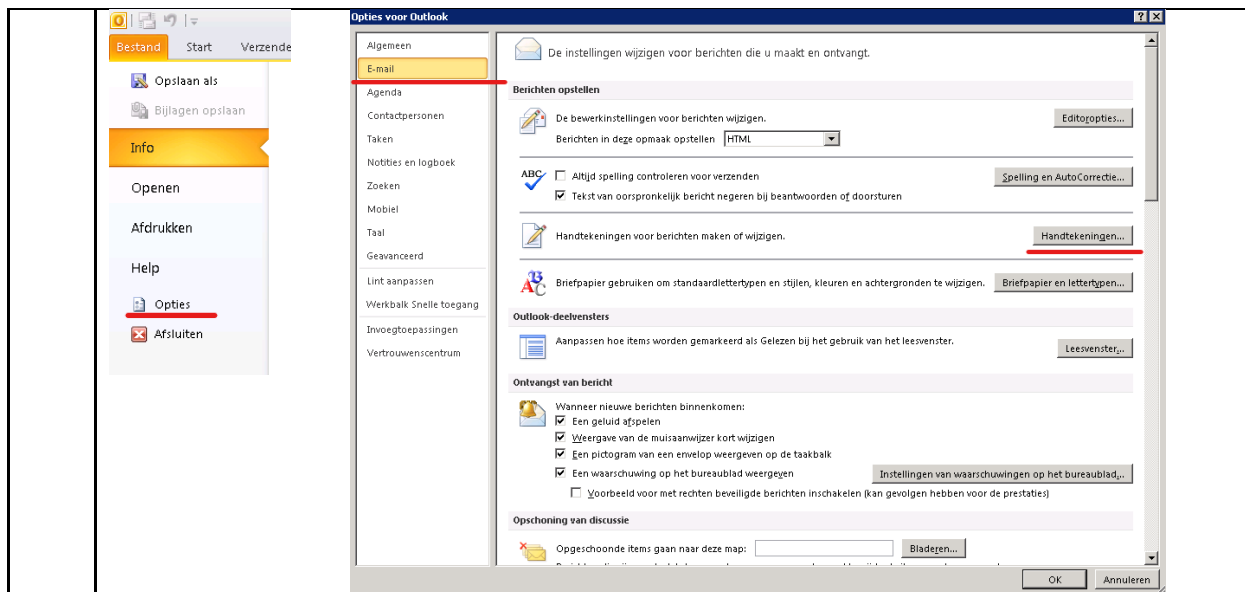 Bestand Start Verzende
Opslaan als
Bijlagen opslaan
Info
Openen
Afdrukken
Help
Opties
Afsluiten
Opties voor Outlook
Algemeen
E-mail
Agenda
Contactpersonen
Taken
Notities en logboek
Zoeken
Mobiel
Taal
Geavanceerd
Lint aanpassen
Werkbalk Snelle toegang
Invoegtoepassingen
Vertrouwenscentrum
De instellingen wijzigen voor berichten die u maakt en ontvangt.
Berichten opstellen
De bewerkinstellingen voor berichten wijzigen.
Editoropties...
Berichten in deze opmaak opstellen HTML
ABC
Altijd spelling controleren voor verzenden
Spelling en AutoCorrectie...
Tekst van oorspronkelijk bericht negeren bij beantwoorden of doorsturen
Handtekeningen voor berichten maken of wijzigen.
Handtekeningen...
Briefpapier gebruiken om standaardlettertypen en stijlen, kleuren en achtergronden te wijzigen.
Briefpapier en lettertypen...
Outlook-deelvensters
Aanpassen hoe items worden gemarkeerd als Gelezen bij het gebruik van het leesvenster.
Leesvenster...
Ontvangst van bericht
Wanneer nieuwe berichten binnenkomen:
Een geluid afspelen
Weergave van de muisaanwijzer kort wijzigen
Een pictogram van een envelop weergeven op de taakbalk
Een waarschuwing op het bureaublad weergeven
Instellingen van waarschuwingen op het bureaublad...
Voorbeeld voor met rechten beveiligde berichten inschakelen (kan gevolgen hebben voor de prestaties)
Opschoning van discussie
Opgeschoonde items gaan naar deze map:
Bladeren...
OK
Annuleren